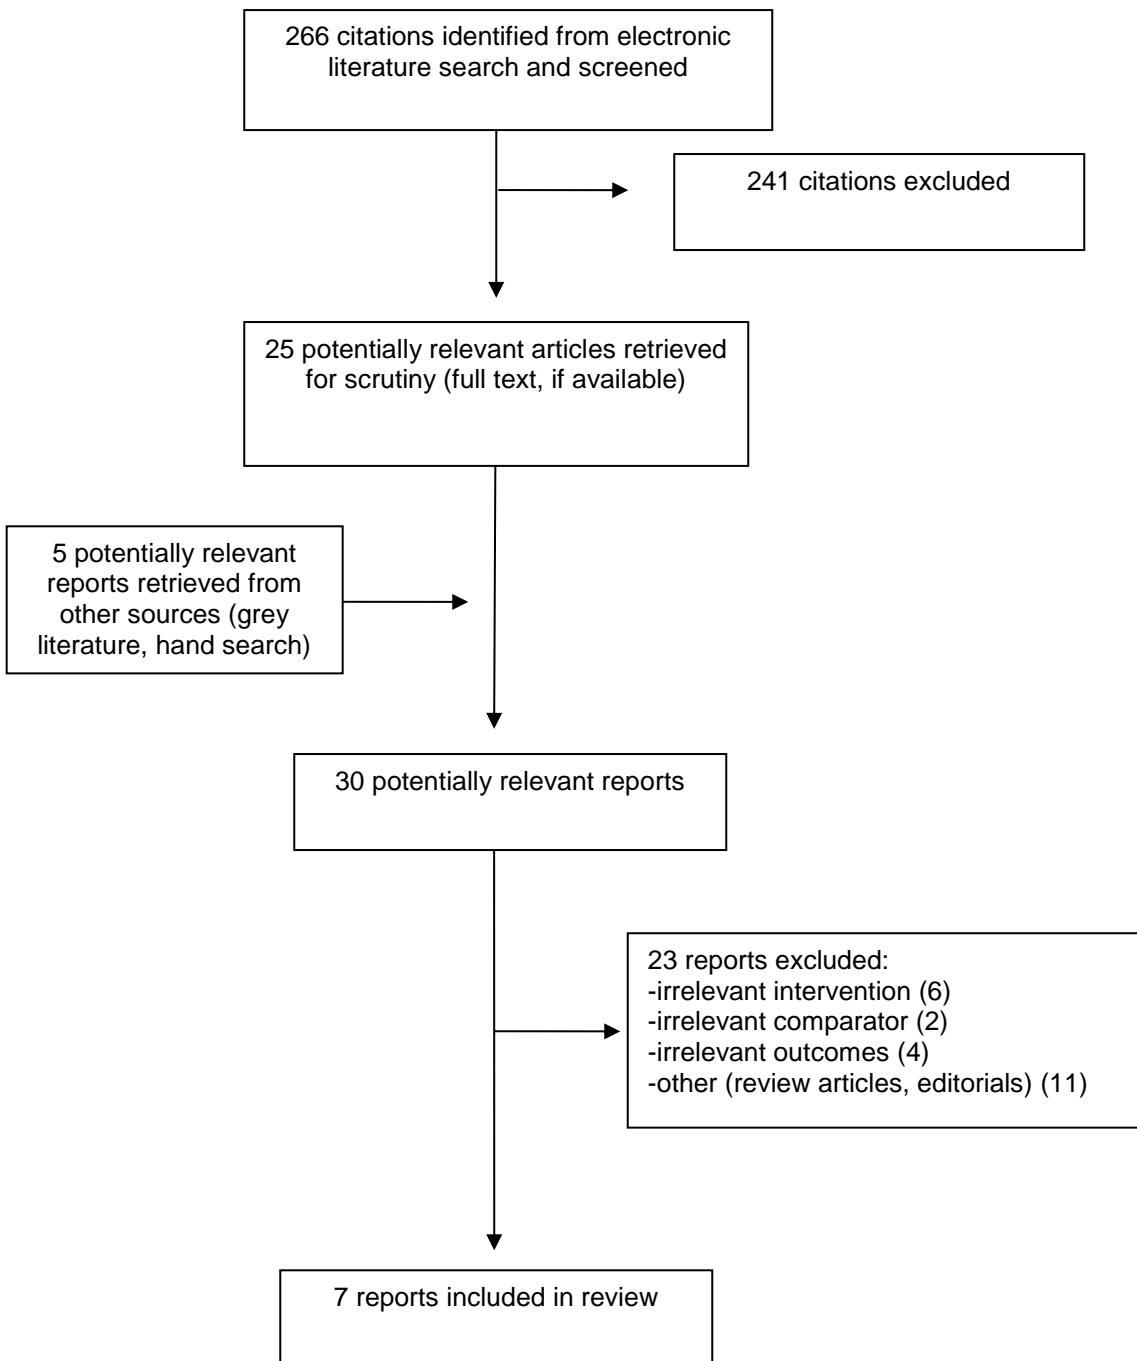 266 citations identified from electronic
literature search and screened
241 citations excluded
25 potentially relevant articles retrieved
for scrutiny (full text, if available)
5 potentially relevant
reports retrieved from
other sources (grey
literature, hand search)
30 potentially relevant reports
23 reports excluded:
-irrelevant intervention (6)
-irrelevant comparator (2)
-irrelevant outcomes (4)
-other (review articles, editorials) (11)
7 reports included in review